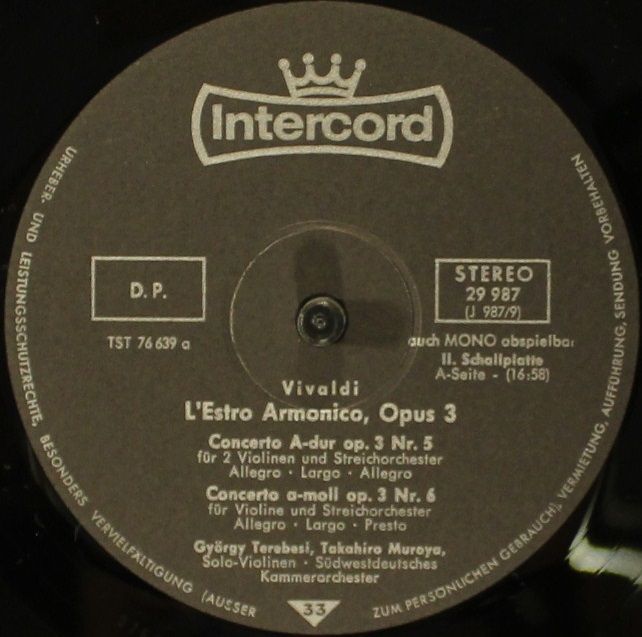 Intercord
D. P.
TST 76 639 a
STEREO
29 987
(J 987/9)
auch MONO abspielbar
II. Schallplatte
A-Seite - (16:58)
Vivaldi
L'Estro Armonico, Opus 3
Concerto A-dur op. 3 Nr. 5
für 2 Violinen und Streichorchester
Allegro · Largo · Allegro
Concerto a-moll op. 3 Nr. 6
für Violine und Streichorchester
Allegro · Largo · Presto
György Terebesi, Takahiro Muroya,
Solo-Violinen · Südwestdeutsches
Kammerorchester
33
URHEBER- UND LEISTUNGSSCHUTZRECHTE, BESONDERS VERVIELFÄLTIGUNG (AUSSER ZUM PERSÖNLICHEN GEBRAUCH), VERMIETUNG, AUFFÜHRUNG, SENDUNG VORBEHALTEN